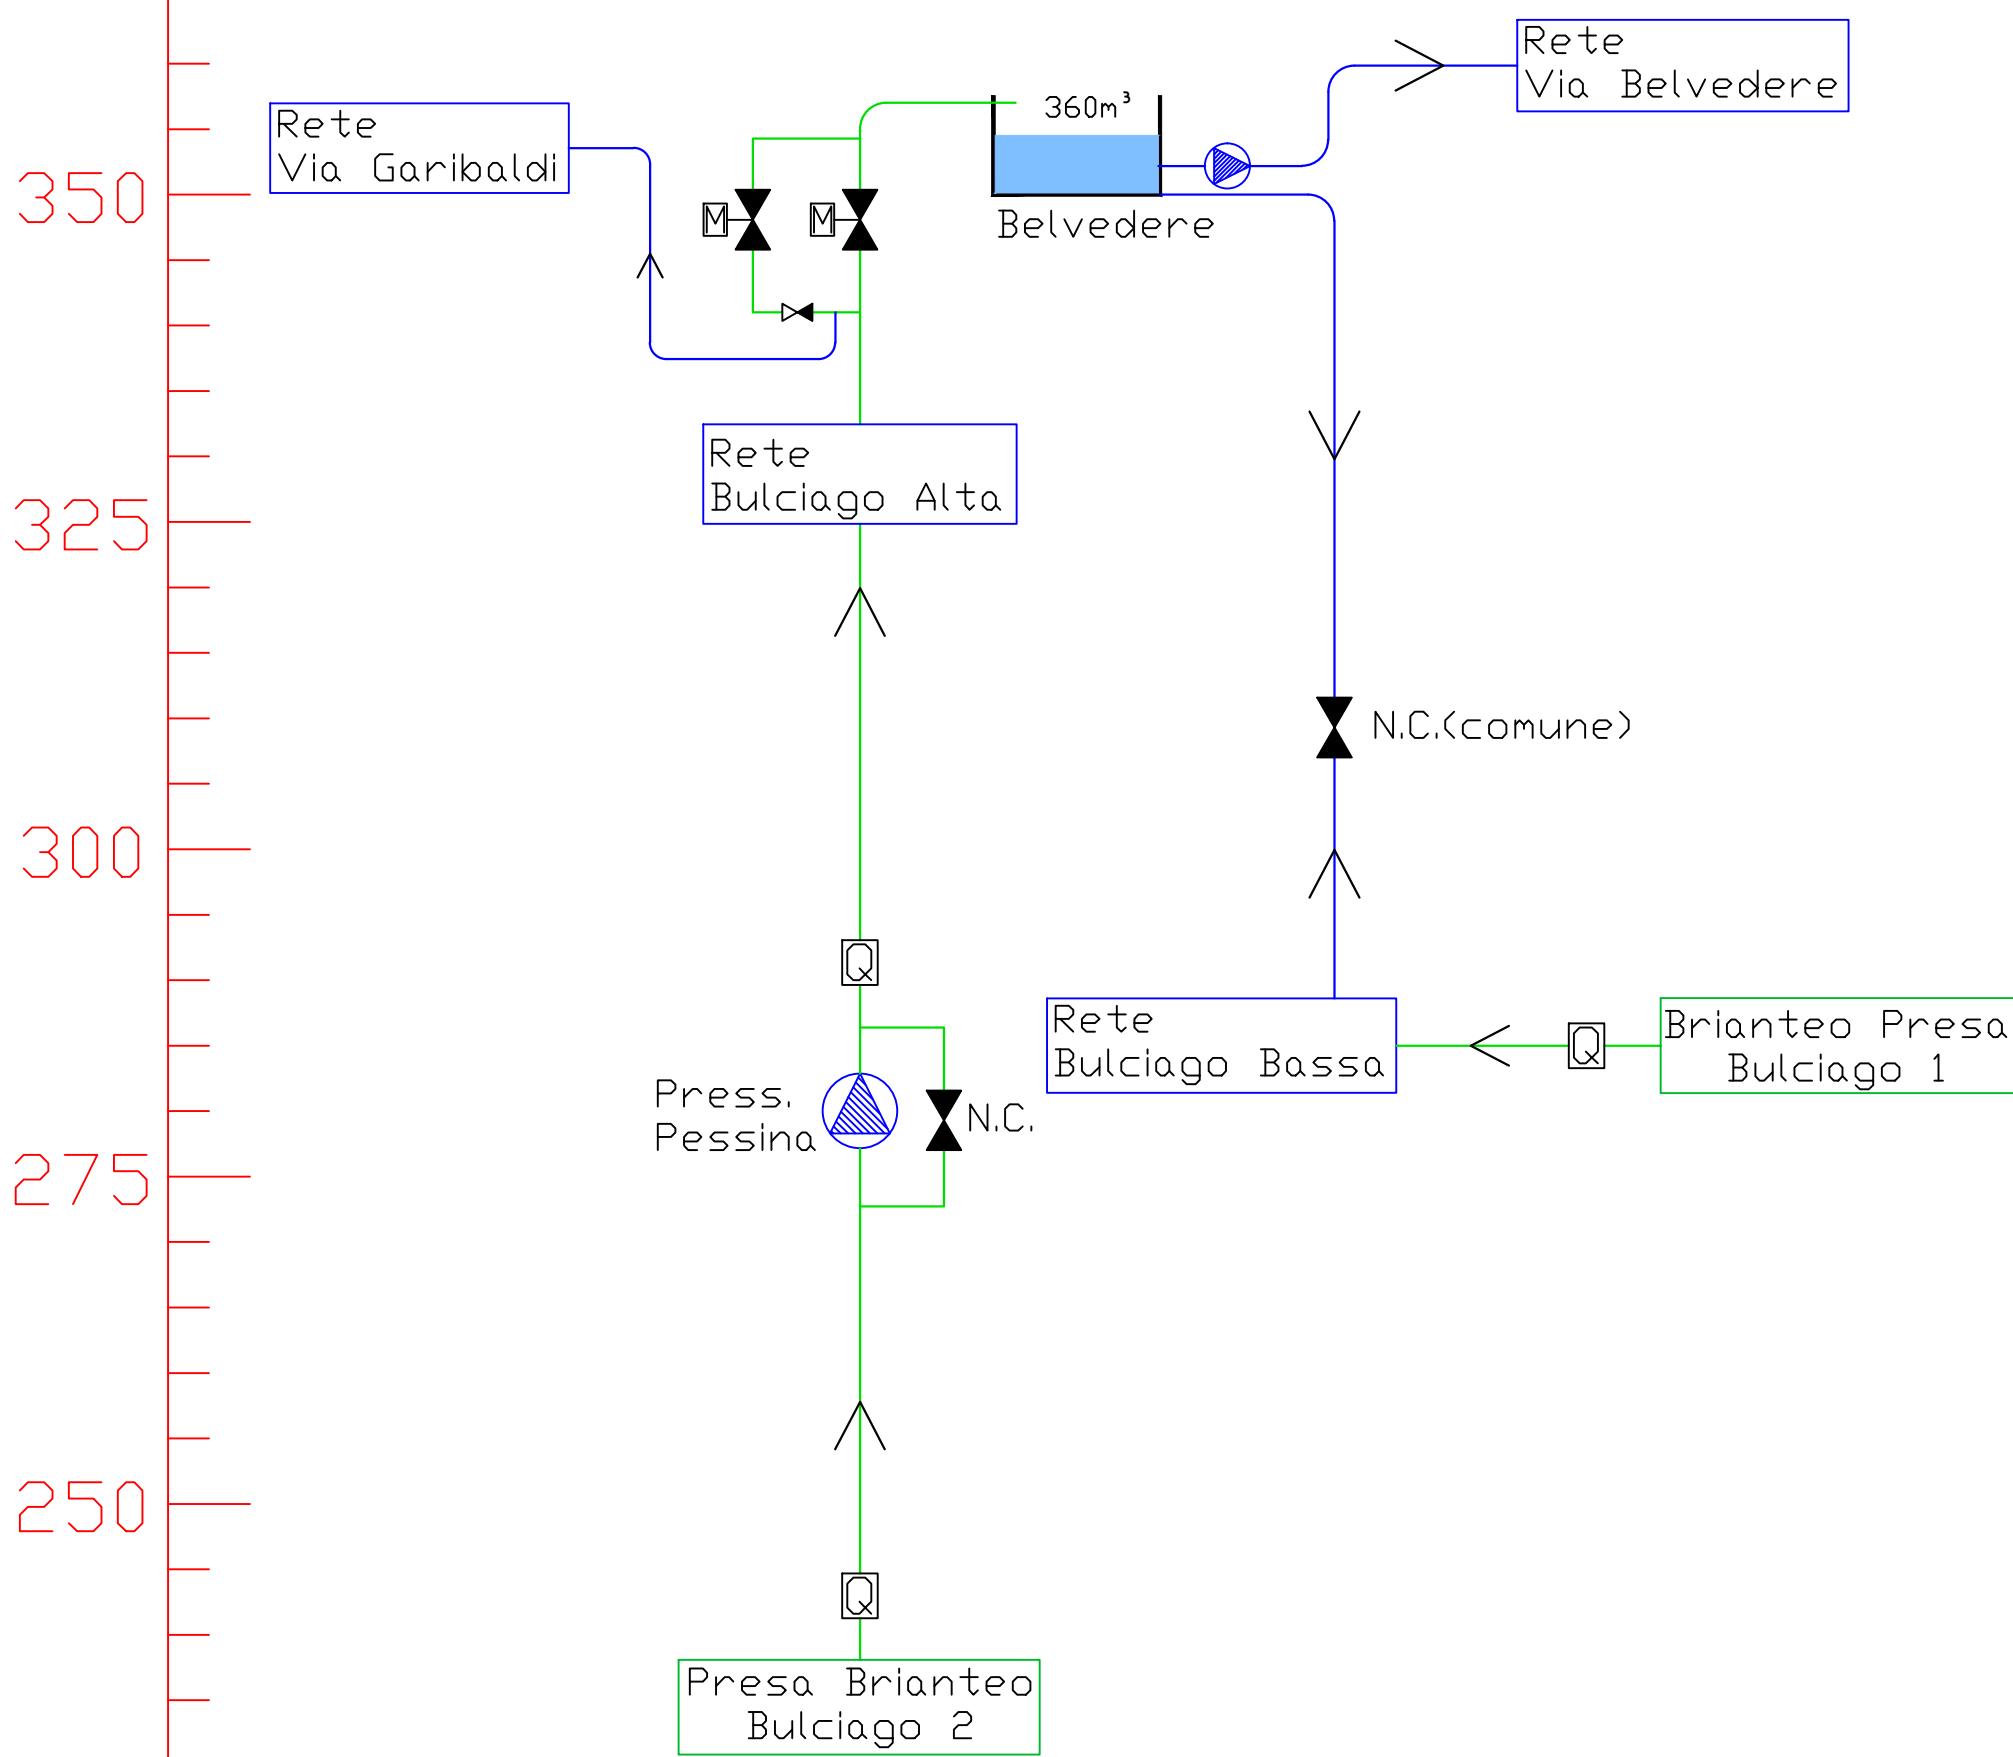 Rete
Via Belvedere
360m³
Rete
Via Garibaldi
350
M
M
Belvedere
Rete
Bulciago Alta
325
N.C.(comune)
300
Q
Rete
Bulciago Bassa
Q
Brianteo Presa
Bulciago 1
Press.
Pessina
N.C.
275
250
Q
Presa Brianteo
Bulciago 2